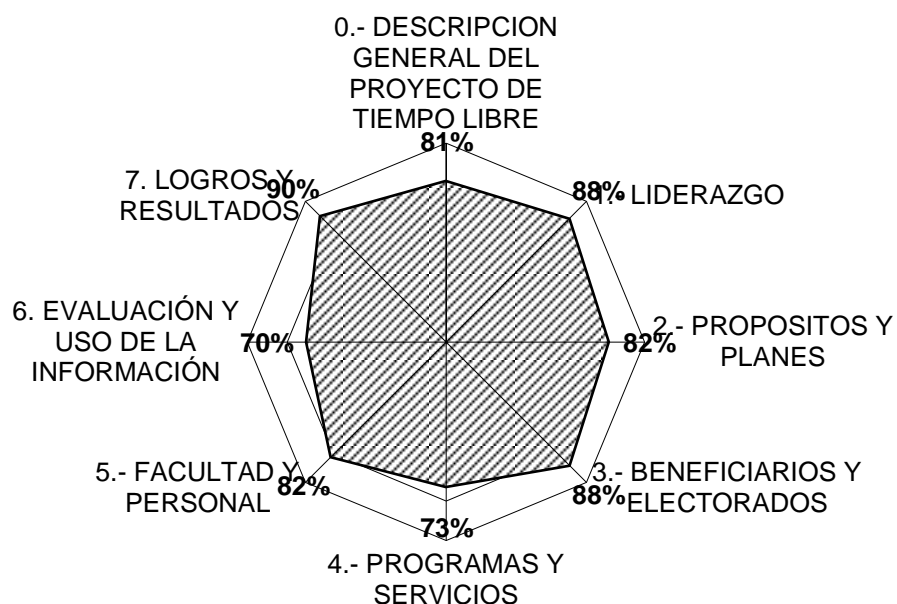 0.- DESCRIPCION
GENERAL DEL
PROYECTO DE
TIEMPO LIBRE
81%
88%
1.- LIDERAZGO
82%
2.- PROPOSITOS Y
PLANES
3.- BENEFICIARIOS Y
ELECTORADOS
88%
73%
4.- PROGRAMAS Y
SERVICIOS
5.- FACULTAD Y
PERSONAL
82%
6. EVALUACIÓN Y
USO DE LA
INFORMACIÓN
70%
7. LOGROS Y
RESULTADOS
90%